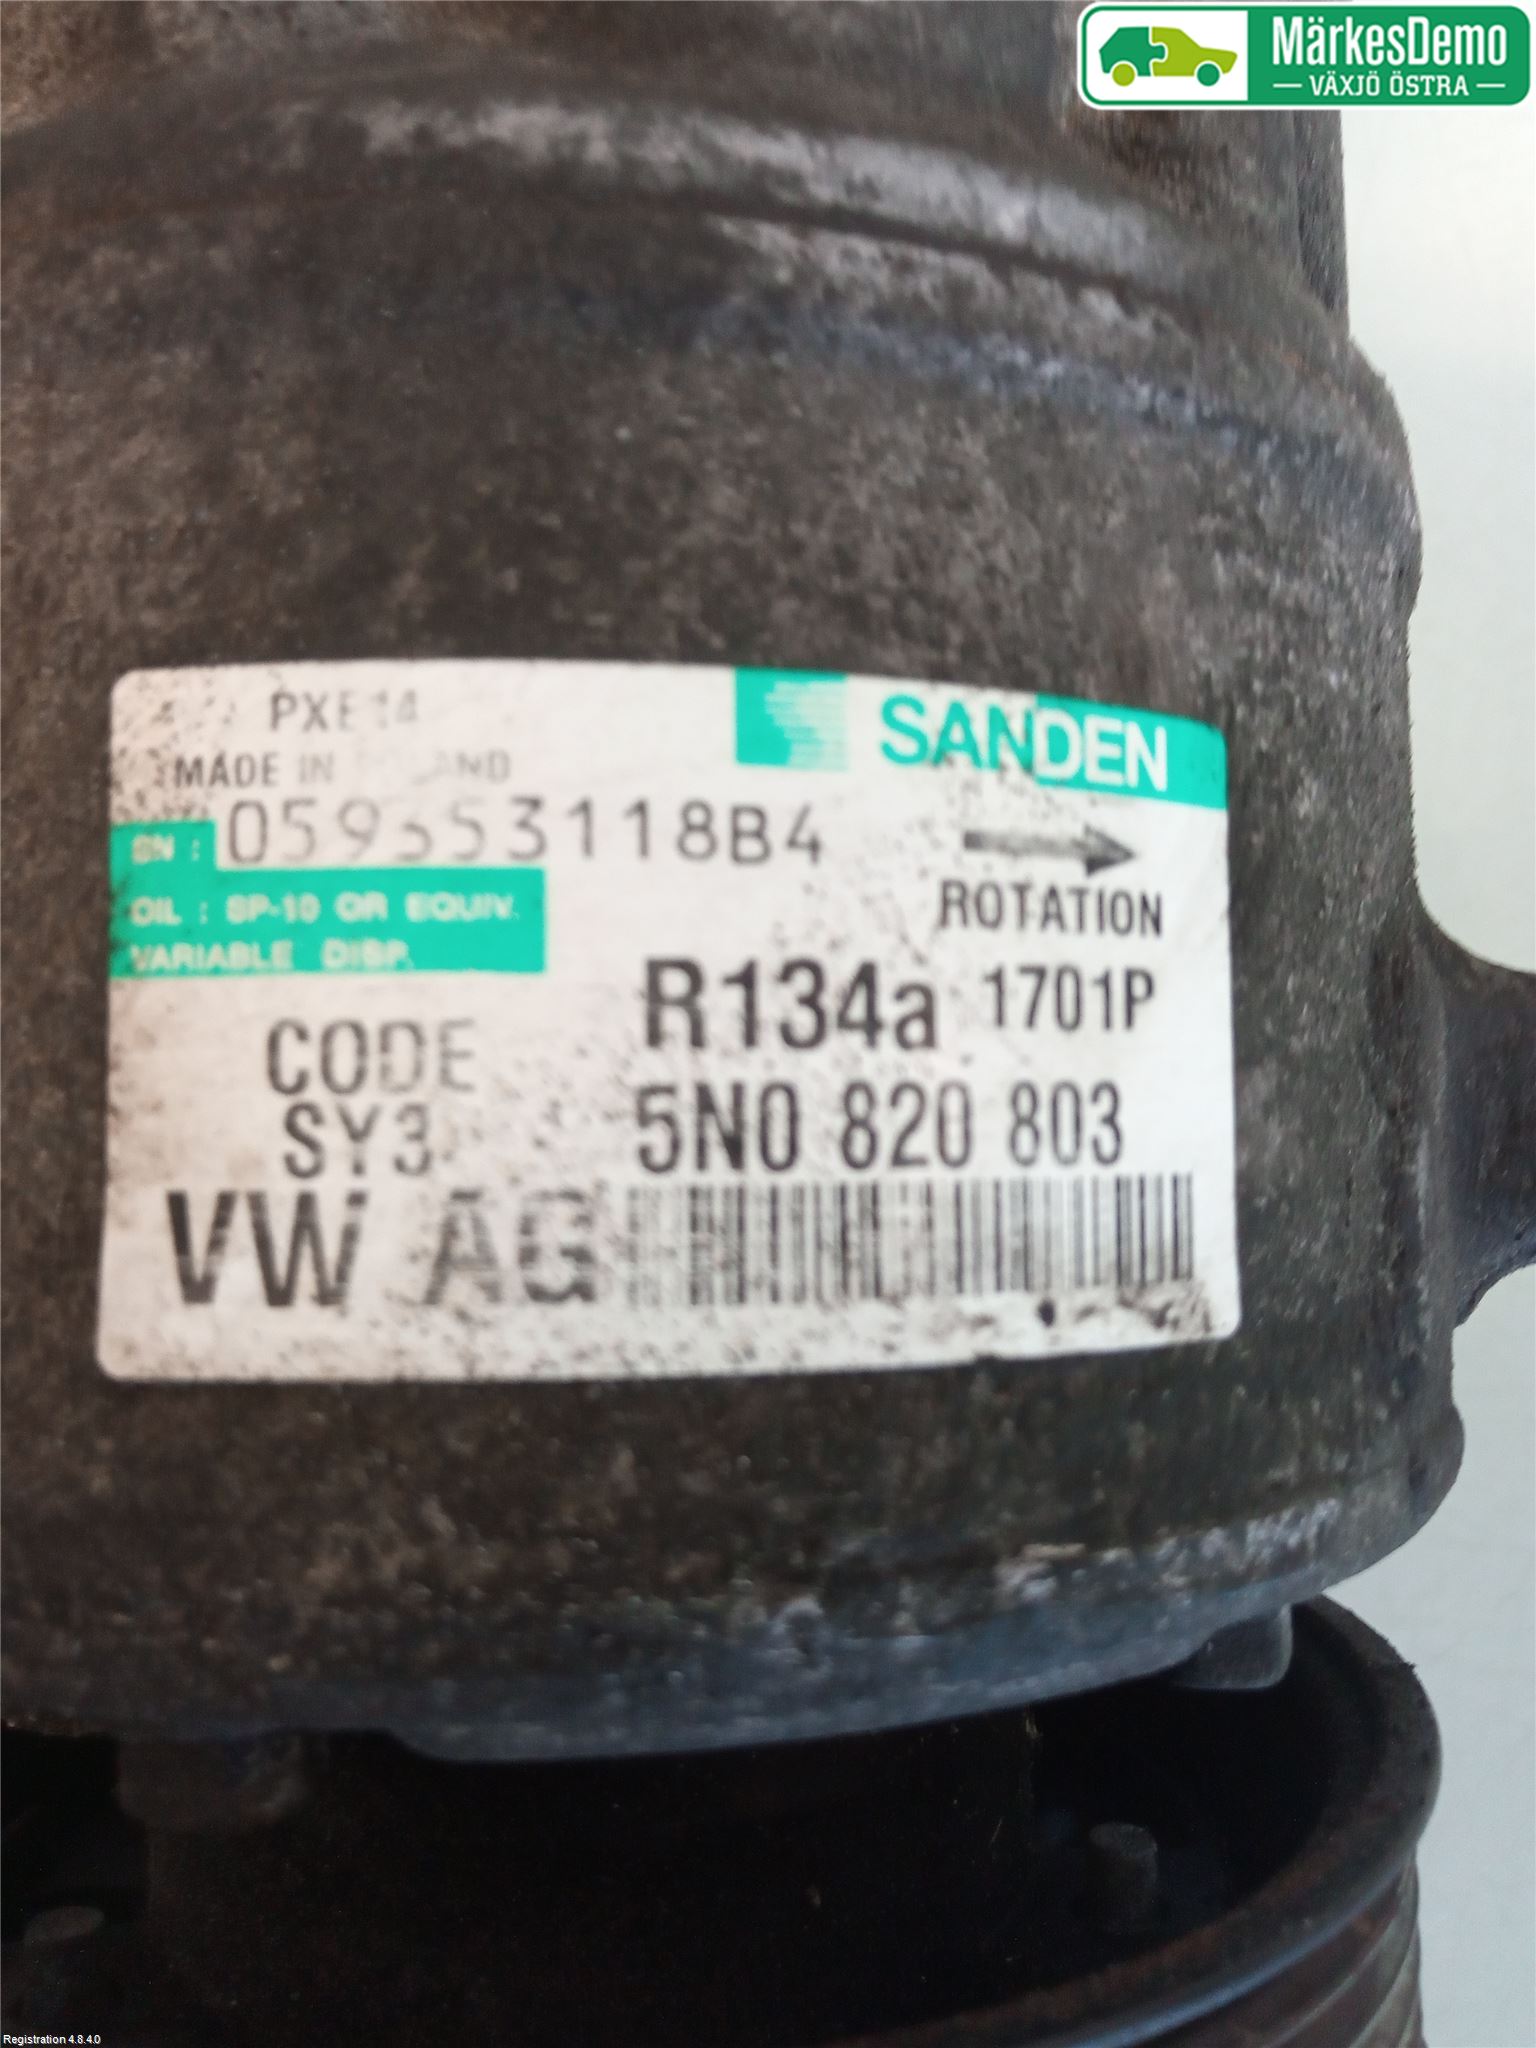 MärkesDemo
VÄXJÖ ÖSTRA
PXE14
SANDEN
MADE IN
SN :
ROTATION
OIL : SP-10 OR EQUIV.
VARIABLE DISP.
R134a 1701P
CODE
SY3
5N0 820 803
VW AG
Registration 4.8.4.0